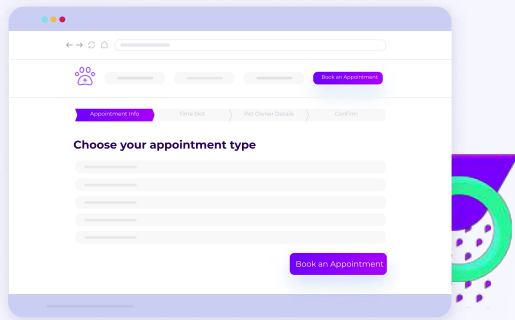 Book an Appointment
Appointment Info
Time Slot
Pet Owner Details
Confirm
Choose your appointment type
Book an Appointment